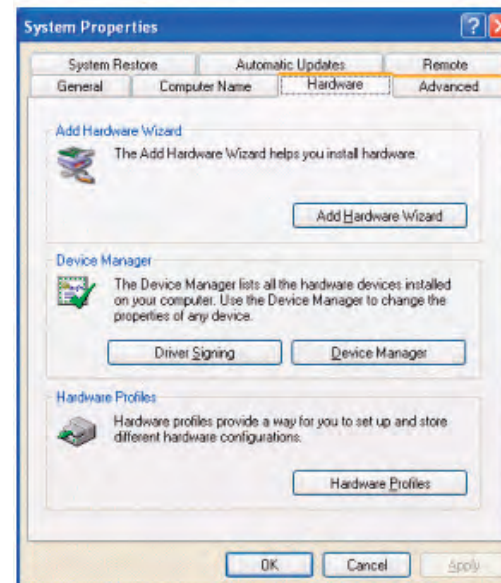 System Properties
System Restore Automatic Updates Remote
General Computer Name Hardware Advanced
Add Hardware Wizard
The Add Hardware Wizard helps you install hardware.
Add Hardware Wizard
Device Manager
The Device Manager lists all the hardware devices installed
on your computer. Use the Device Manager to change the
properties of any device.
Driver Signing Device Manager
Hardware Profiles
Hardware profiles provide a way for you to set up and store
different hardware configurations.
Hardware Profiles
OK Cancel Apply